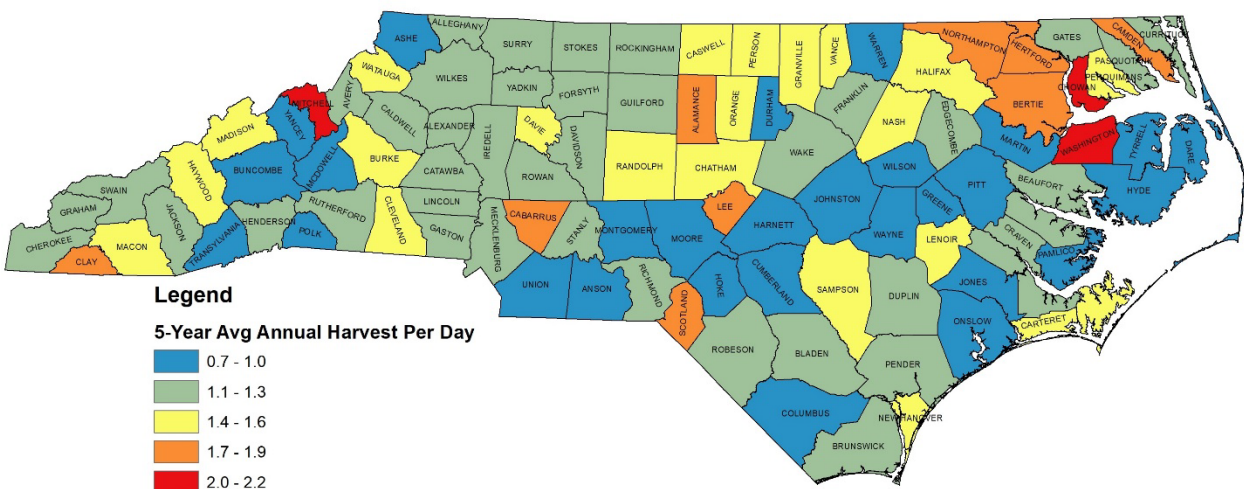 ALLEGHANY
ASHE
SURRY
STOKES
ROCKINGHAM
CASWELL
PERSON
GRANVILLE
VANCE
WARREN
NORTHAMPTON
HERTFORD
GATES
CAMDEN
CURRITUCK
PASQUOTANK
PERQUIMANS
CHOWAN
HALIFAX
BERTIE
WATAUGA
WILKES
YADKIN
FORSYTH
GUILFORD
ALAMANCE
ORANGE
DURHAM
FRANKLIN
NASH
EDGECOMBE
MARTIN
WASHINGTON
TYRRELL
DARE
MITCHELL
AVERY
YANCEY
MADISON
CALDWELL
ALEXANDER
IREDELL
DAVIE
DAVIDSON
RANDOLPH
CHATHAM
WAKE
WILSON
PITT
BEAUFORT
HYDE
HAYWOOD
BUNCOMBE
MCDOWELL
BURKE
CATAWBA
ROWAN
LEE
JOHNSTON
GREENE
WAYNE
LENOIR
CRAVEN
PAMLICO
SWAIN
GRAHAM
JACKSON
HENDERSON
RUTHERFORD
CLEVELAND
LINCOLN
GASTON
MECKLENBURG
CABARRUS
STANLY
MONTGOMERY
MOORE
HARNETT
CHEROKEE
CLAY
MACON
TRANSYLVANIA
POLK
UNION
ANSON
RICHMOND
SCOTLAND
HOKE
CUMBERLAND
SAMPSON
DUPLIN
JONES
ONSLOW
CARTERET
ROBESON
BLADEN
PENDER
COLUMBUS
NEW HANOVER
BRUNSWICK
Legend
5-Year Avg Annual Harvest Per Day
0.7 - 1.0
1.1 - 1.3
1.4 - 1.6
1.7 - 1.9
2.0 - 2.2